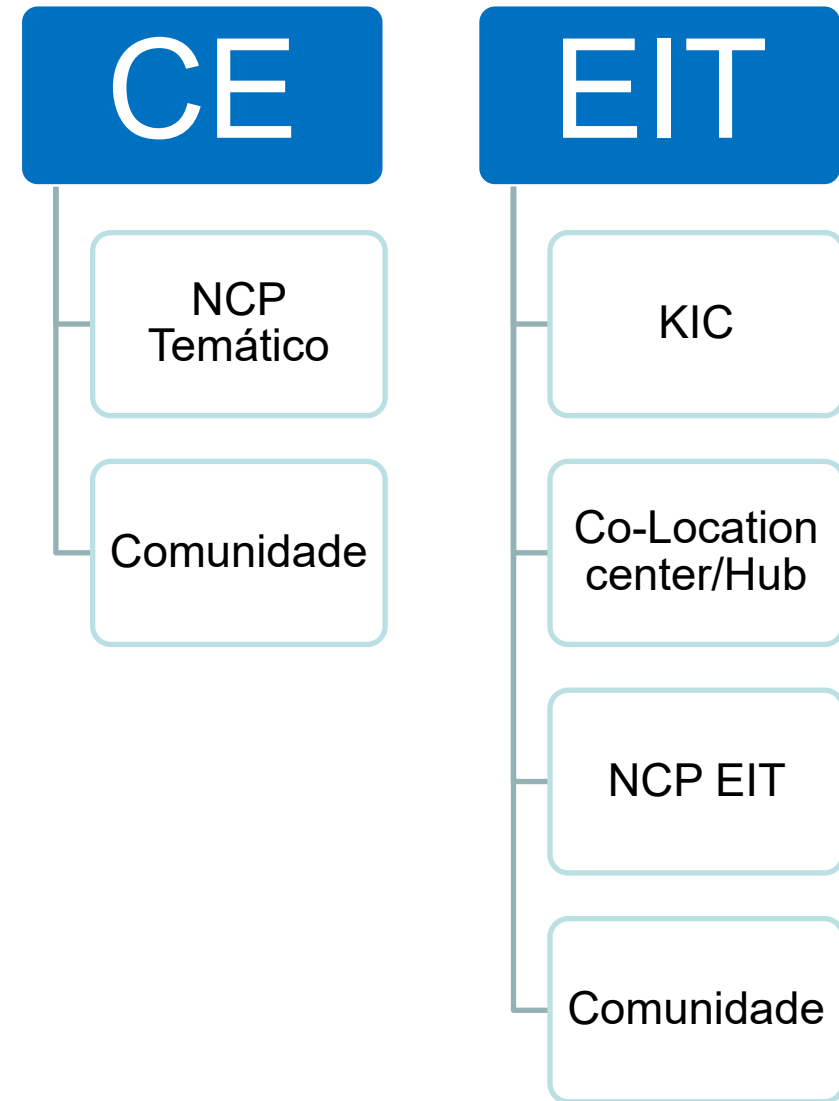 CE
NCP
Temático
Comunidade
EIT
KIC
Co-Location
center/Hub
NCP EIT
Comunidade